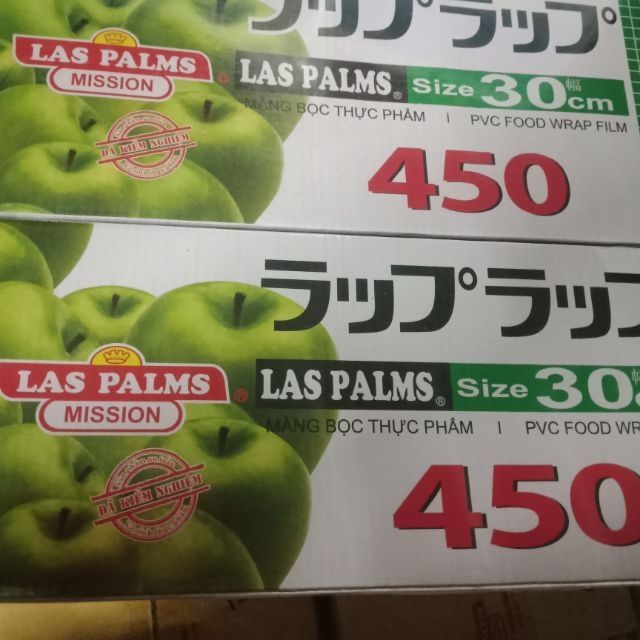 ラップラップ
LAS PALMS
MISSION
®
LAS PALMS®
Size 30cm
幅
MÀNG BỌC THỰC PHẨM I PVC FOOD WRAP FILM
ĐÃ KIỂM NGHIỆM
450
ラップラップ
LAS PALMS
MISSION
®
LAS PALMS®
Size 30
MÀNG BỌC THỰC PHẨM I PVC FOOD WR
ĐÃ KIỂM NGHIỆM
450